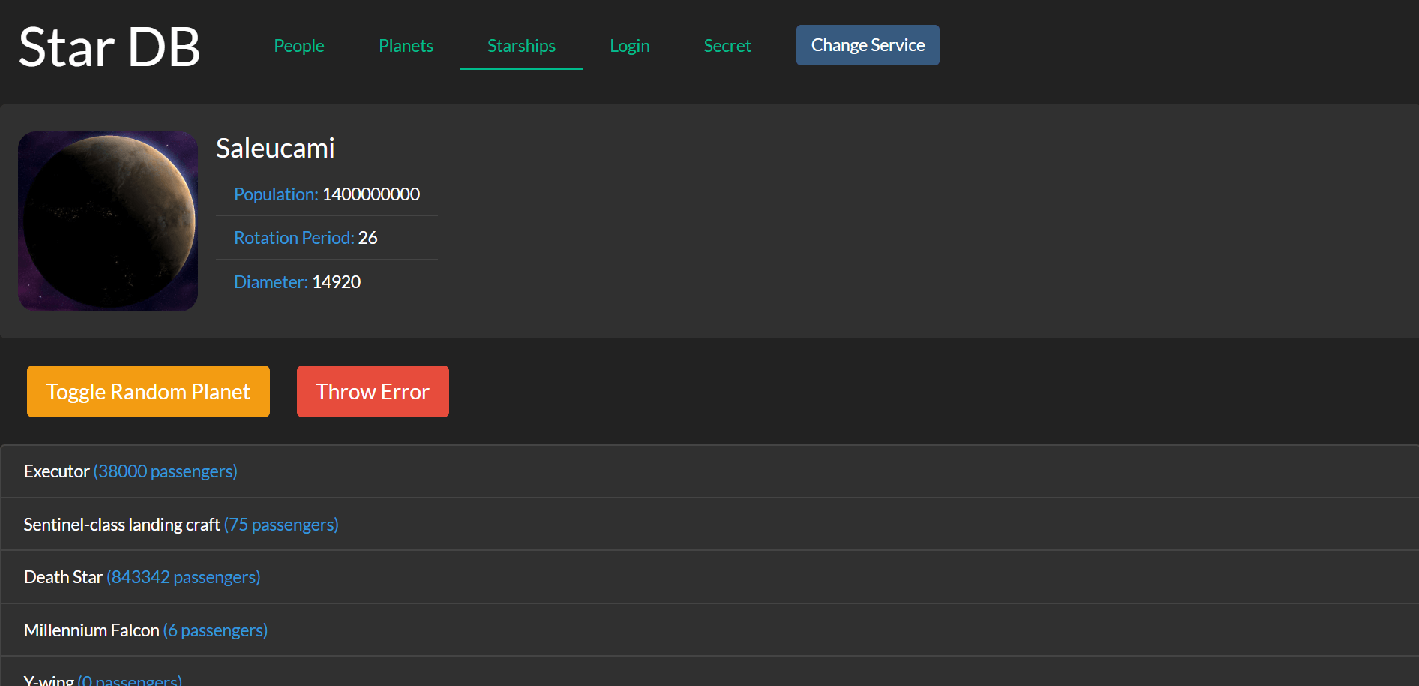 Star DB
People
Planets
Starships
Login
Secret
Change Service
Saleucami
Population: 1400000000
Rotation Period: 26
Diameter: 14920
Toggle Random Planet
Throw Error
Executor (38000 passengers)
Sentinel-class landing craft (75 passengers)
Death Star (843342 passengers)
Millennium Falcon (6 passengers)
Y-wing (0 passengers)